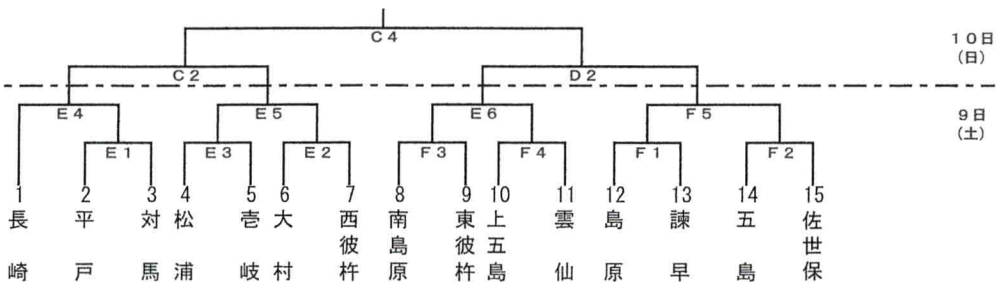 C4
10日
(日)
C2
D2
E4
E5
E6
F5
9日
(土)
E1
E3
E2
F3
F4
F1
F2
1
2
3
4
5
6
7
8
9
10
11
12
13
14
15
長崎
平戸
対馬
松浦
壱岐
大村
西彼杵
南島原
東彼杵
上五島
雲仙
島原
諫早
五島
佐世保